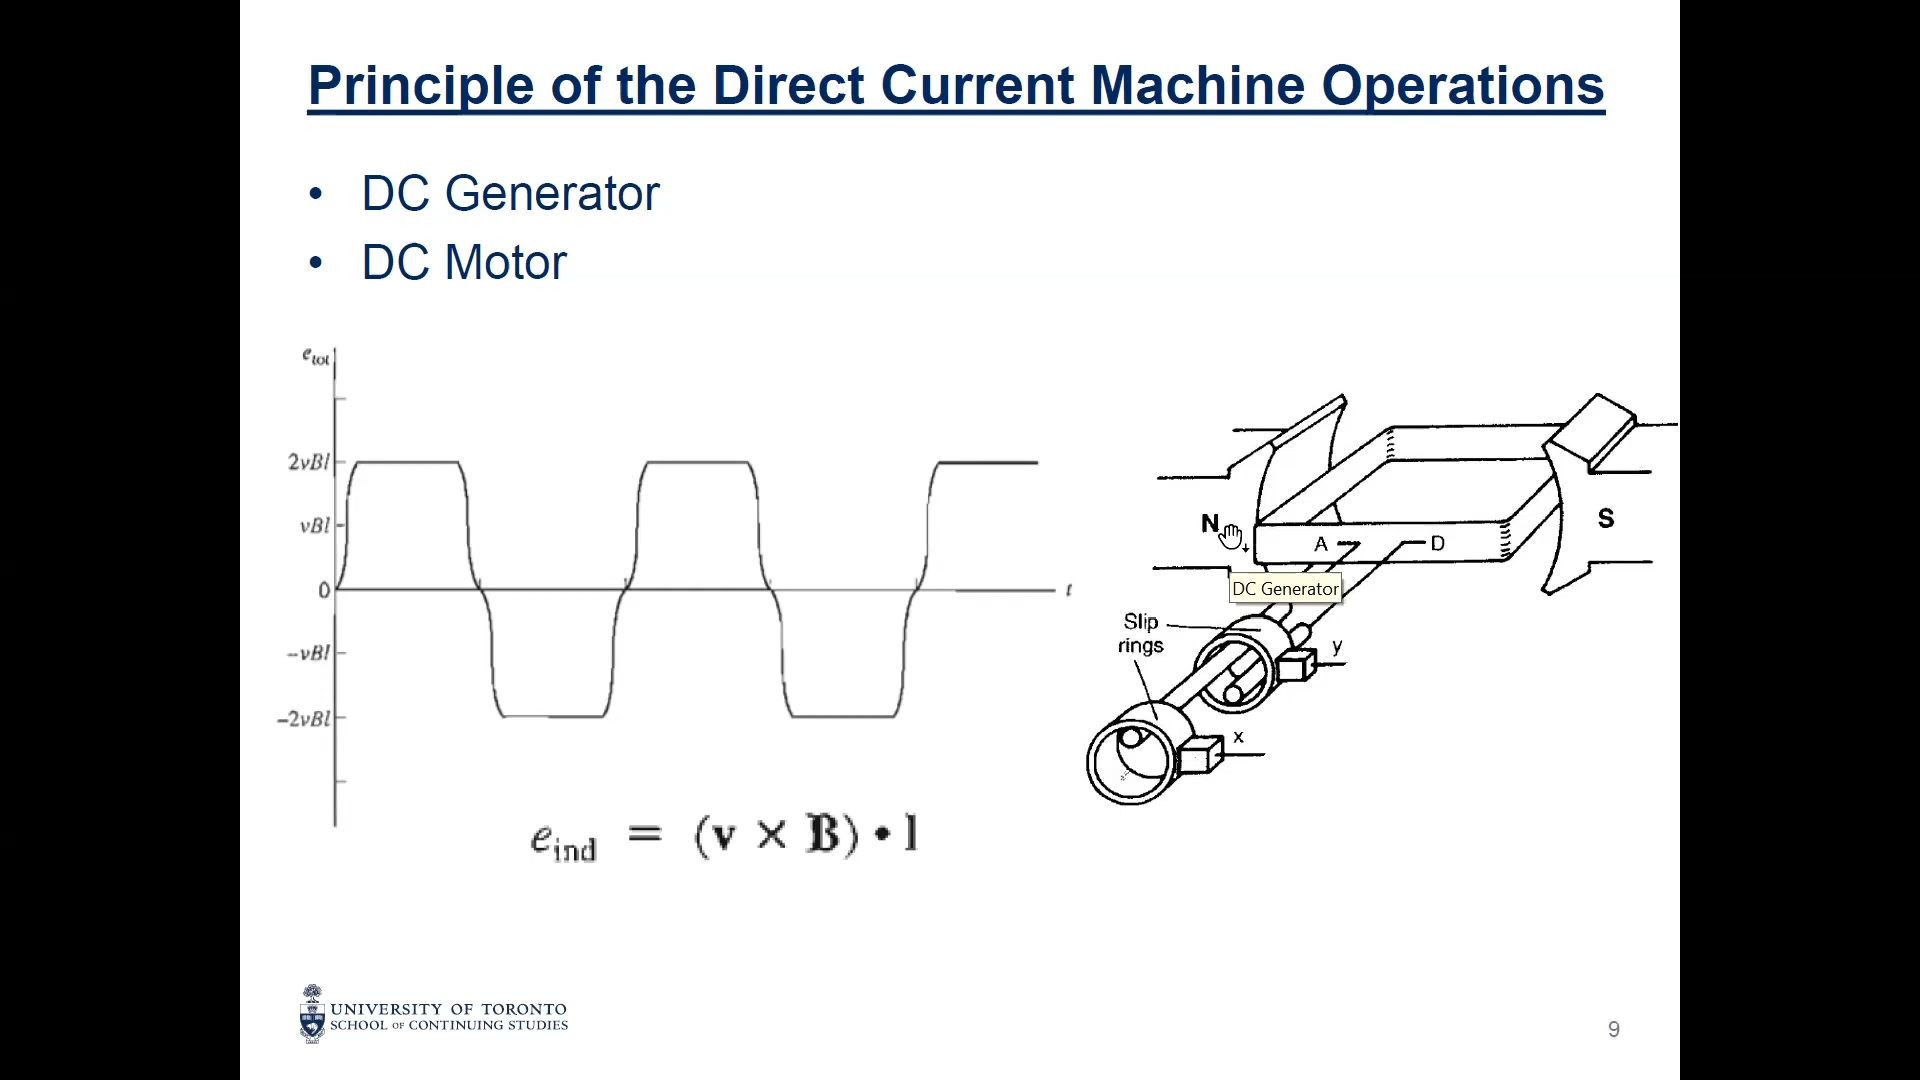 Principle of the Direct Current Machine Operations
• DC Generator
• DC Motor
e_tot
2vBl
vBl
0
t
-vBl
-2vBl
e_ind = (v × B) • l
N
S
A
D
DC Generator
Slip
rings
y
x
UNIVERSITY OF TORONTO
SCHOOL OF CONTINUING STUDIES
9